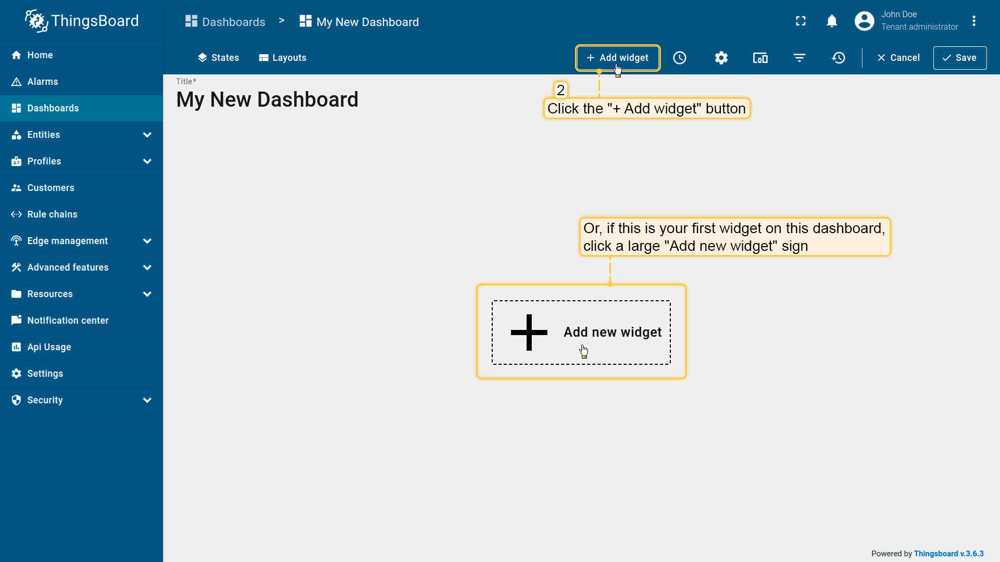 ThingsBoard
Dashboards > My New Dashboard
John Doe
Tenant administrator
Home
Alarms
Dashboards
Entities
Profiles
Customers
Rule chains
Edge management
Advanced features
Resources
Notification center
Api Usage
Settings
Security
States
Layouts
+ Add widget
Cancel
Save
Title*
My New Dashboard
2
Click the "+ Add widget" button
Or, if this is your first widget on this dashboard,
click a large "Add new widget" sign
Add new widget
Powered by Thingsboard v.3.6.3